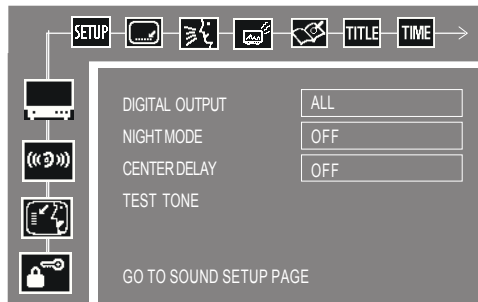 SETUP TITLE TIME
DIGITAL OUTPUT ALL
NIGHT MODE OFF
CENTER DELAY OFF
TEST TONE
GO TO SOUND SETUP PAGE